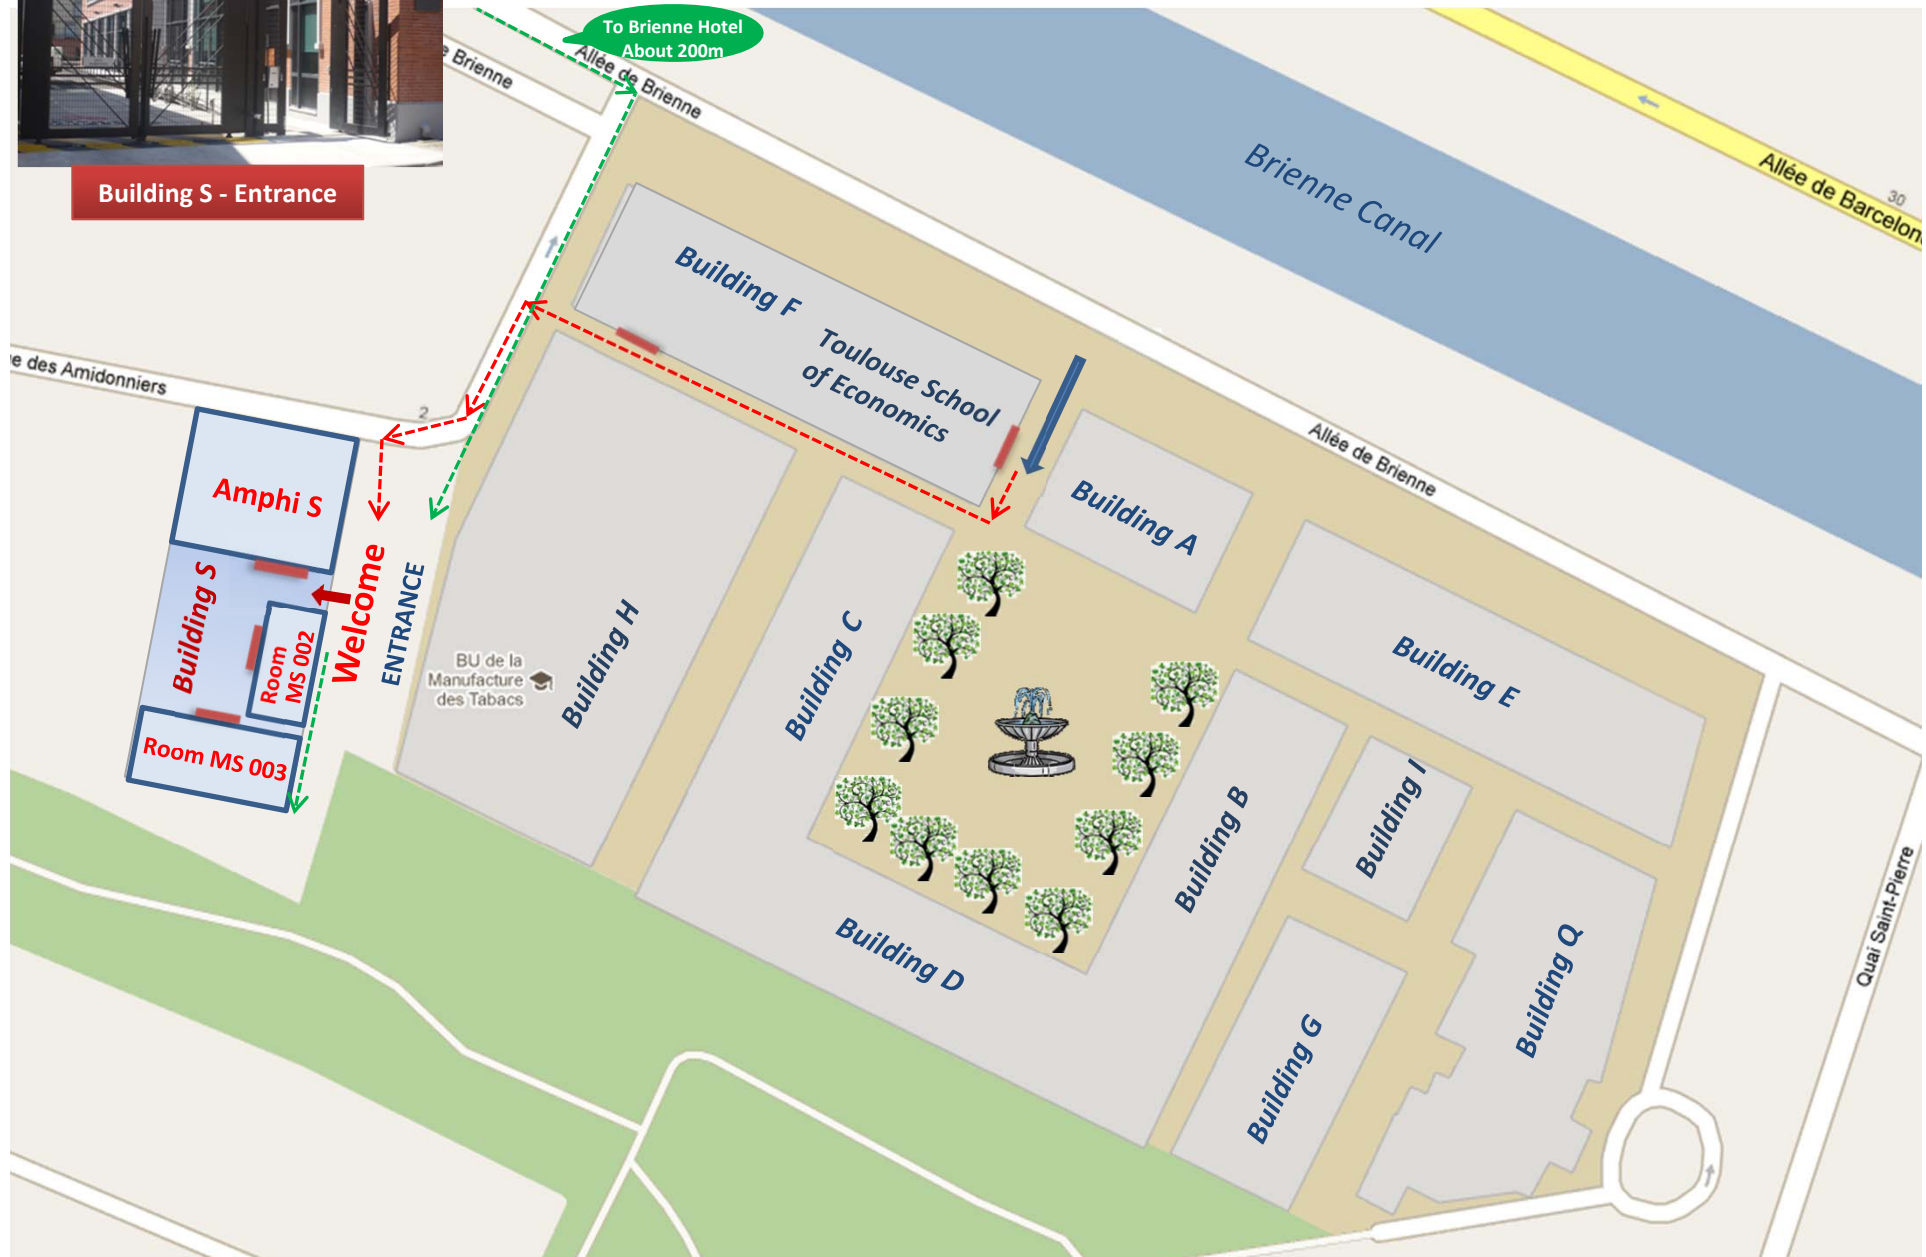 To Brienne Hotel
About 200m
Allée de Brienne
Brienne
Building S - Entrance
Brienne Canal
Allée de Barcelon
30
Building F
Toulouse School
of Economics
e des Amidonniers
2
Allée de Brienne
Amphi S
Building A
Welcome
ENTRANCE
Building S
Room
MS 002
Room MS 003
BU de la
Manufacture
des Tabacs
Building H
Building C
Building E
Building B
Building I
Building D
Building G
Building Q
Quai Saint-Pierre